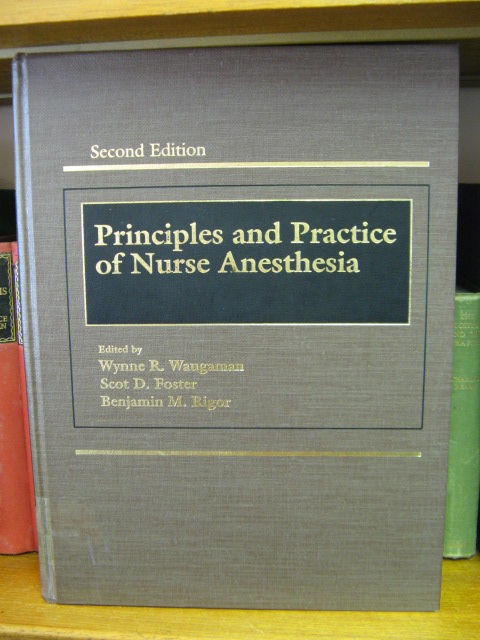 Second Edition
Principles and Practice
of Nurse Anesthesia
Edited by
Wynne R. Waugaman
Scot D. Foster
Benjamin M. Rigor